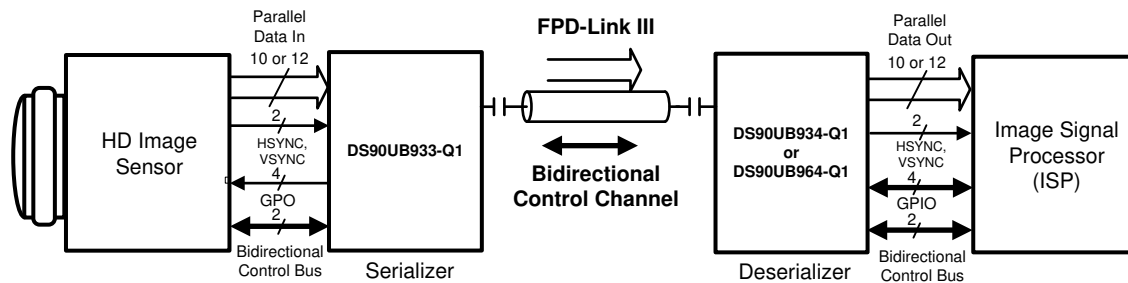 Parallel
Data In
10 or 12
HD Image
Sensor
2
HSYNC,
VSYNC
4
GPO
2
Bidirectional
Control Bus
DS90UB933-Q1
Serializer
FPD-Link III
Bidirectional
Control Channel
DS90UB934-Q1
or
DS90UB964-Q1
Deserializer
Parallel
Data Out
10 or 12
2
HSYNC,
VSYNC
4
GPIO
2
Bidirectional
Control Bus
Image Signal
Processor
(ISP)